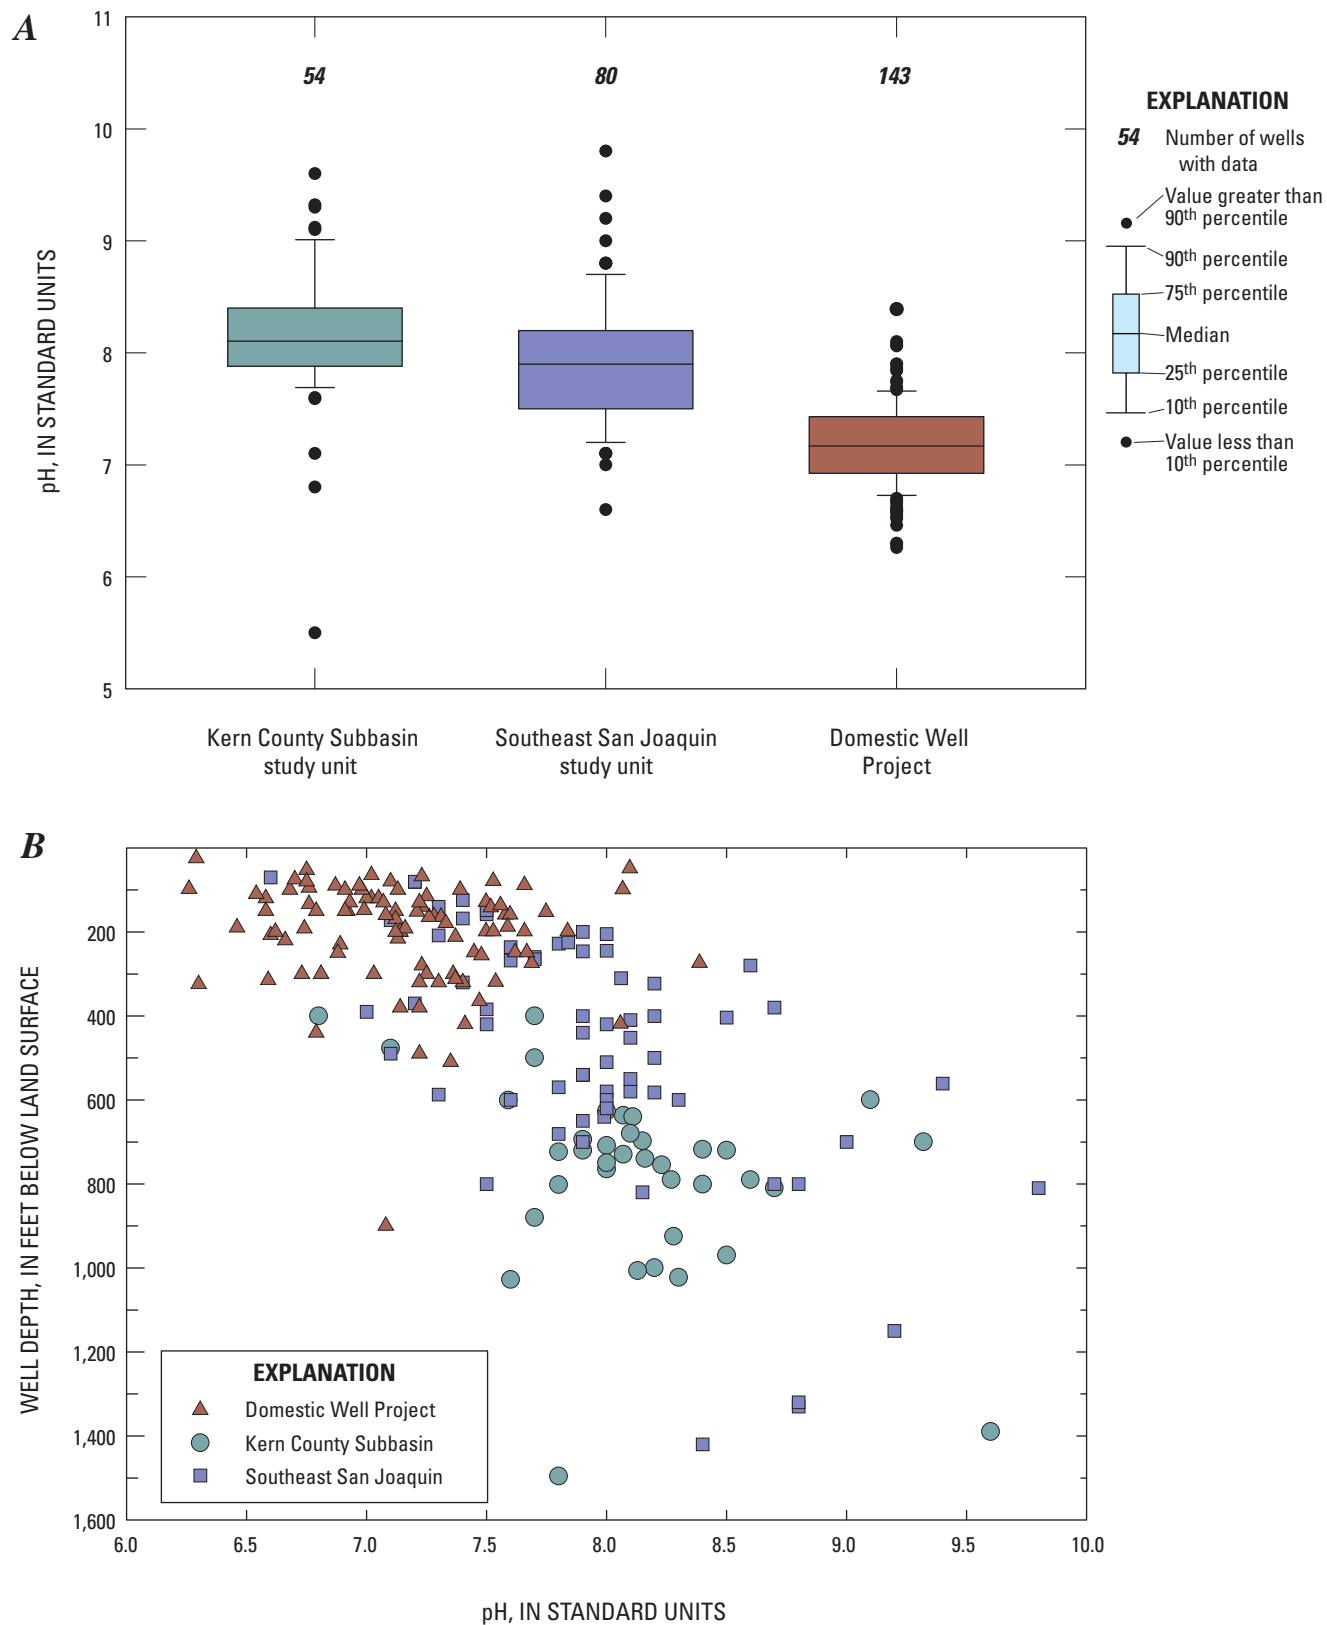 A
11
10
9
8
7
6
5
pH, IN STANDARD UNITS
54
80
143
Kern County Subbasin
study unit
Southeast San Joaquin
study unit
Domestic Well
Project
EXPLANATION
54 Number of wells
with data
Value greater than
90th percentile
90th percentile
75th percentile
Median
25th percentile
10th percentile
Value less than
10th percentile
B
WELL DEPTH, IN FEET BELOW LAND SURFACE
200
400
600
800
1,000
1,200
1,400
1,600
EXPLANATION
Domestic Well Project
Kern County Subbasin
Southeast San Joaquin
6.0 6.5 7.0 7.5 8.0 8.5 9.0 9.5 10.0
pH, IN STANDARD UNITS